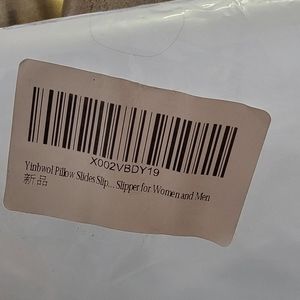 X002VBDY19
Yinbwol Pillow Slides Slip... Slipper for Women and Men
新品